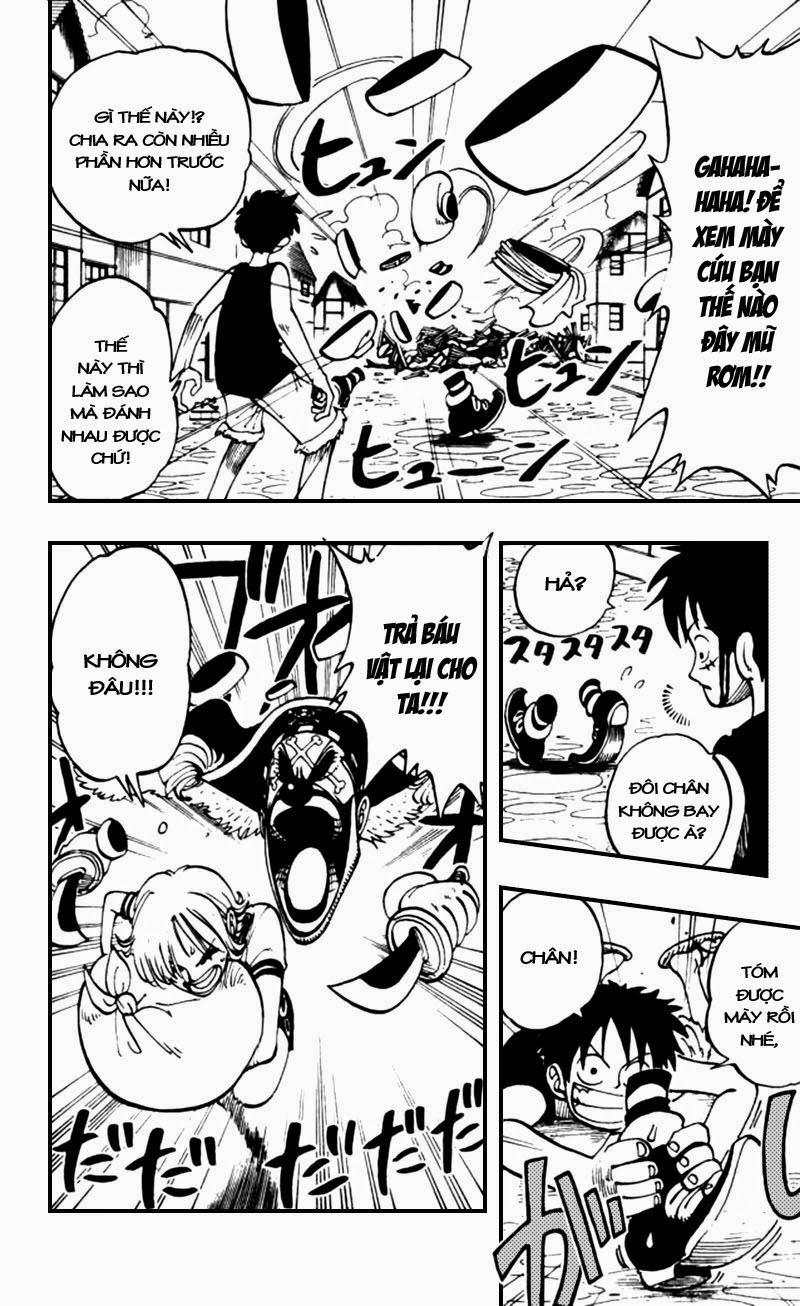 GAHAHA-
HAHA! ĐỂ
XEM MÀY
CỨU BẠN
THẾ NÀO
ĐÂY MŨ
RƠM!!
GÌ THẾ NÀY!?
CHIA RA CÒN NHIỀU
PHẦN HƠN TRƯỚC
NỮA!
THẾ
NÀY THÌ
LÀM SAO
MÀ ĐÁNH
NHAU ĐƯỢC
CHỨ!
ヒュン
ヒュン
ヒューン
HẢ?
スタ スタ スタ
ĐÔI CHÂN
KHÔNG BAY
ĐƯỢC À?
TRẢ BÁU
VẬT LẠI CHO
TA!!!
KHÔNG
ĐÂU!!!
だだだだ
TÓM
ĐƯỢC
MÀY RỒI
NHÉ,
CHÂN!